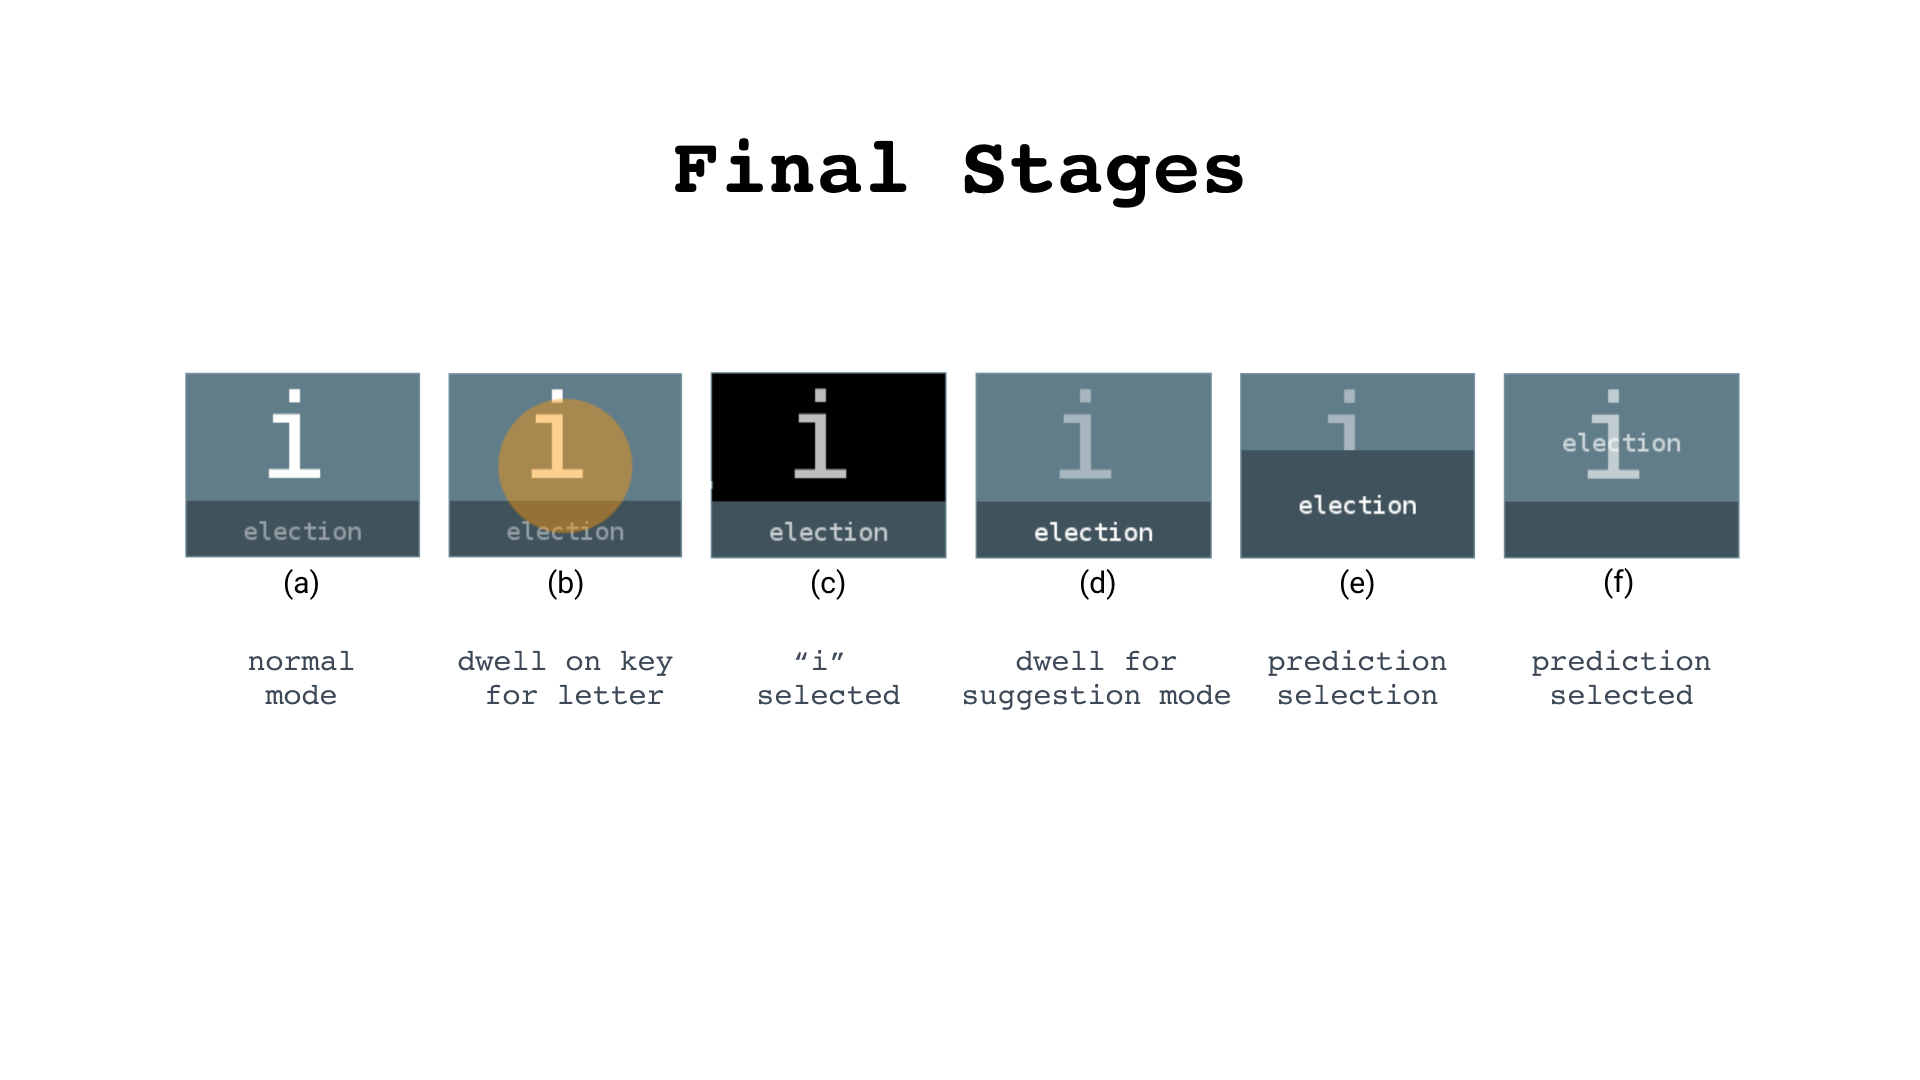 Final Stages
i
election
i
election
i
election
i
election
i
election
i
election
(a)
(b)
(c)
(d)
(e)
(f)
normal
mode
dwell on key
for letter
“i”
selected
dwell for
suggestion mode
prediction
selection
prediction
selected